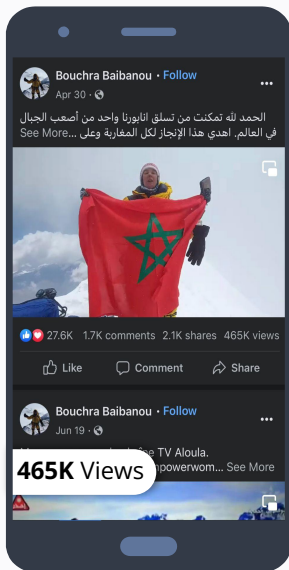 Bouchra Baibanou · Follow
Apr 30 ·
الحمد لله تمكنت من تسلق انابورنا واحد من أصعب الجبال
في العالم. اهدي هذا الإنجاز لكل المغاربة وعلى ... See More
27.6K 1.7K comments 2.1K shares 465K views
Like Comment Share
Bouchra Baibanou · Follow
Jun 19 ·
TV Aloula.
powerwom... See More
465K Views